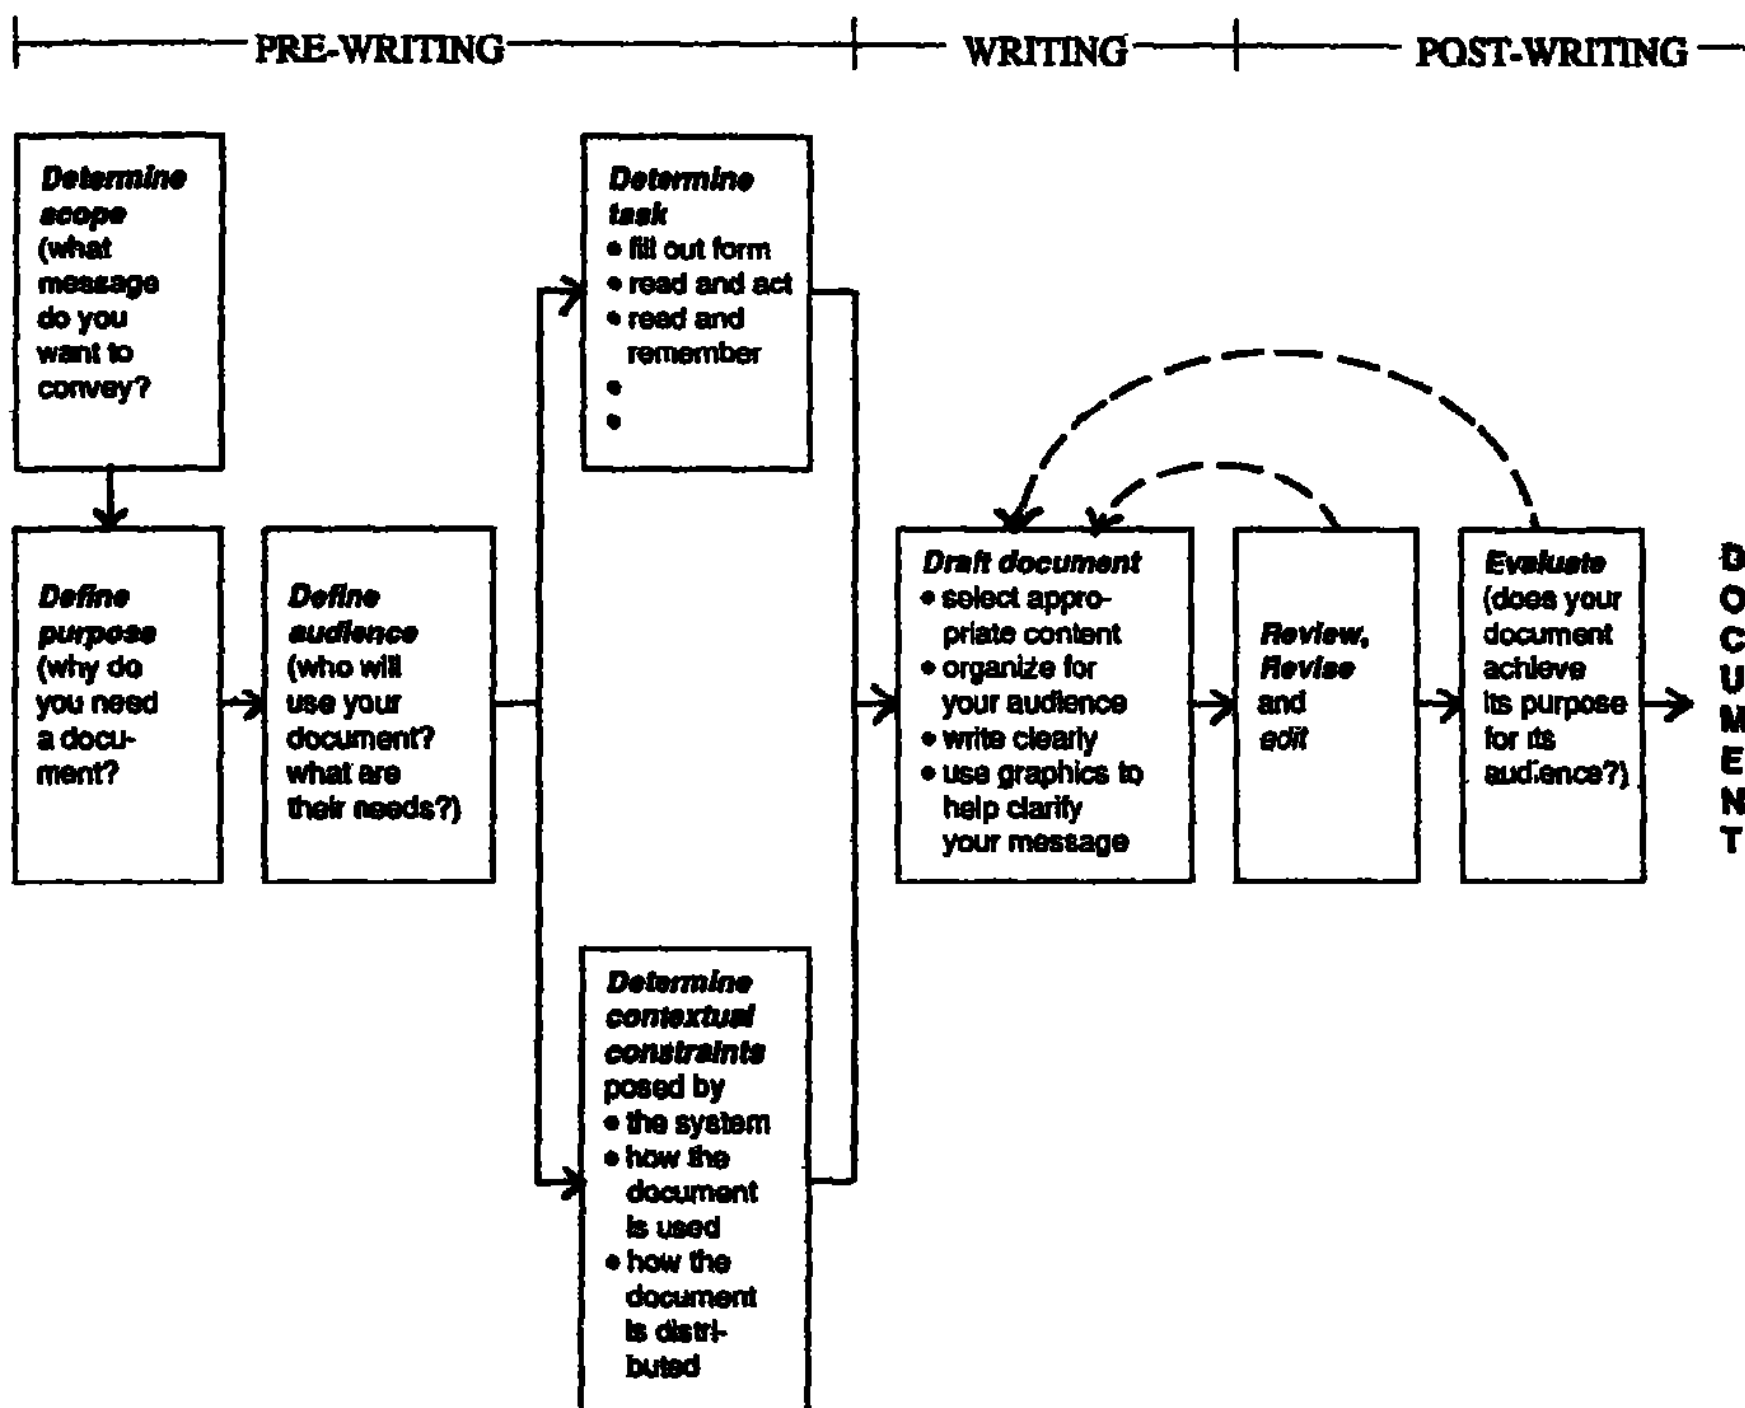 PRE-WRITING
WRITING
POST-WRITING
Determine
scope
(what
message
do you
want to
convey?
Define
purpose
(why do
you need
a docu-
ment?
Define
audience
(who will
use your
document?
what are
their needs?)
Determine
task
• fill out form
• read and act
• read and
remember
•
•
Determine
contextual
constraints
posed by
• the system
• how the
document
is used
• how the
document
is distri-
buted
Draft document
• select appro-
priate content
• organize for
your audience
• write clearly
• use graphics to
help clarify
your message
Review,
Revise
and
edit
Evaluate
(does your
document
achieve
its purpose
for its
audience?)
D
O
C
U
M
E
N
T